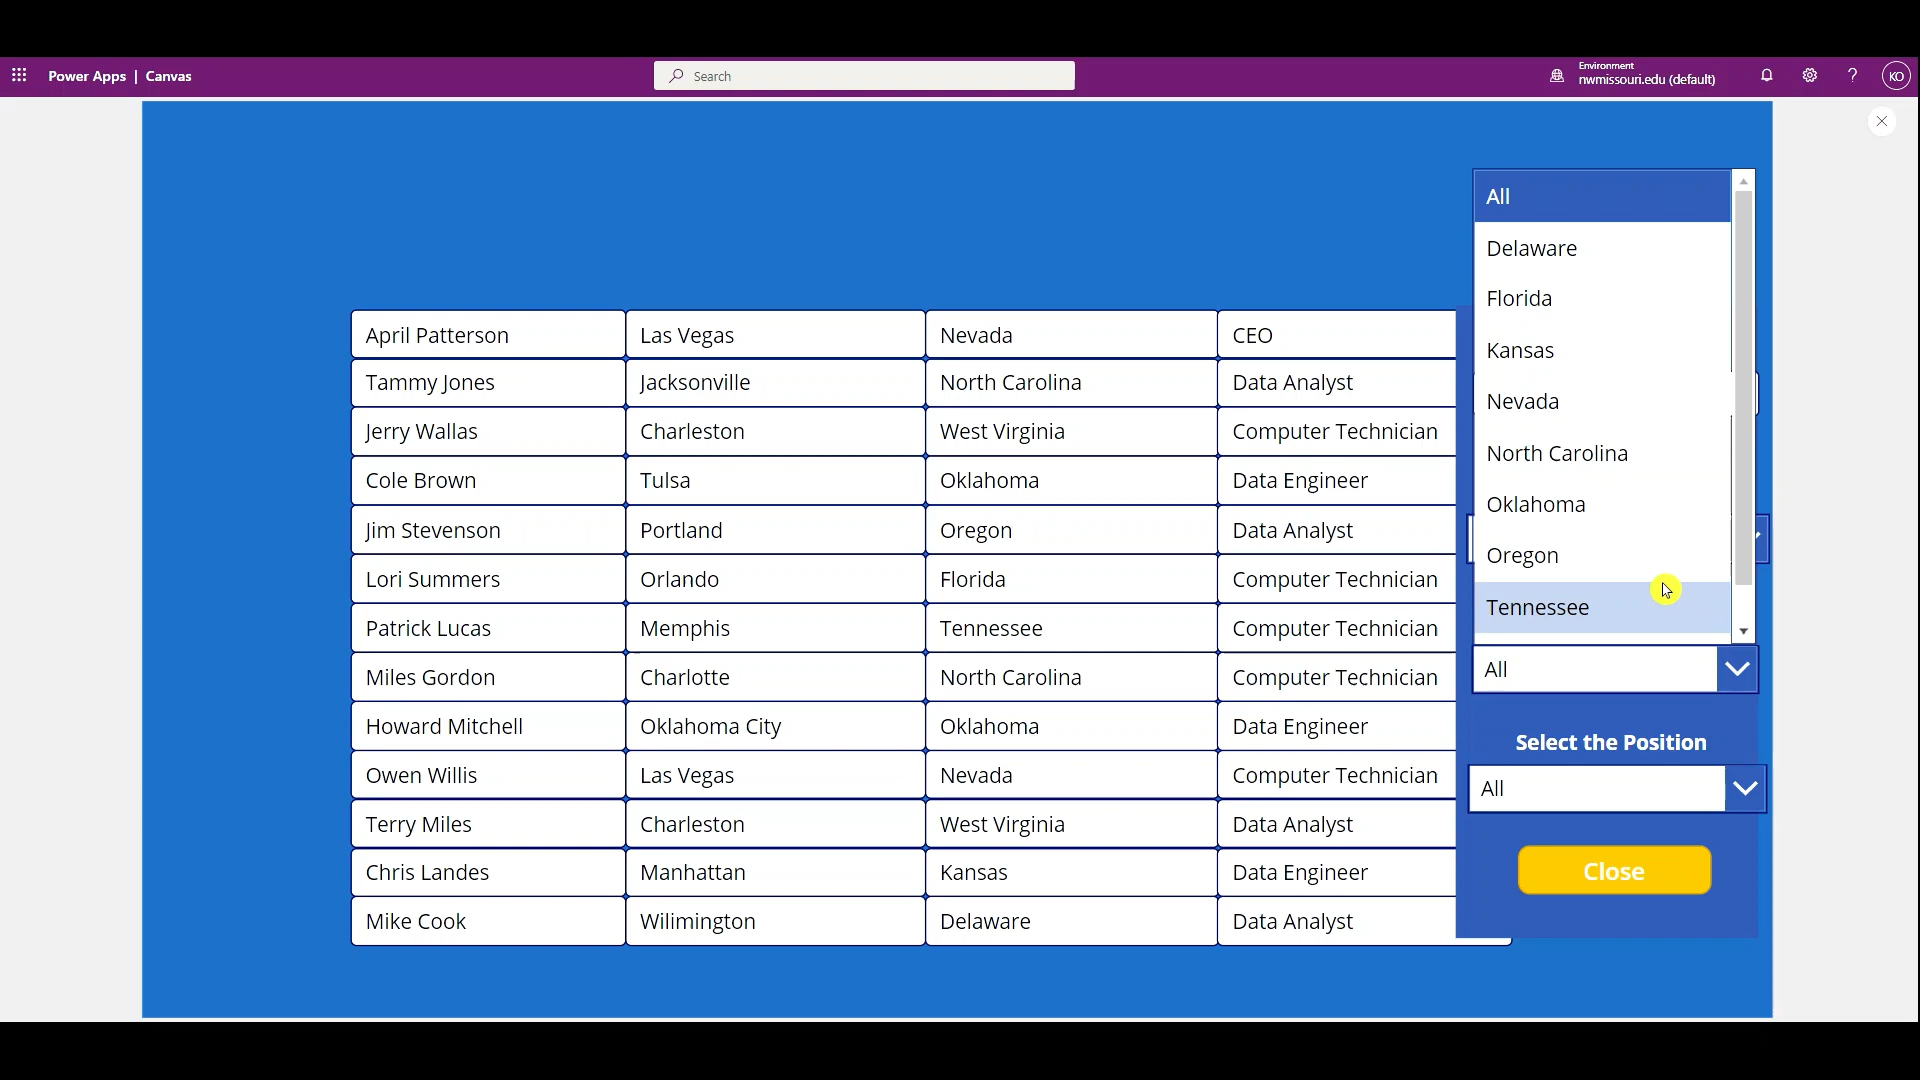 Power Apps | Canvas
Search
Environment
nwmissouri.edu (default)
?
KO
April Patterson Las Vegas Nevada CEO
Tammy Jones Jacksonville North Carolina Data Analyst
Jerry Wallas Charleston West Virginia Computer Technician
Cole Brown Tulsa Oklahoma Data Engineer
Jim Stevenson Portland Oregon Data Analyst
Lori Summers Orlando Florida Computer Technician
Patrick Lucas Memphis Tennessee Computer Technician
Miles Gordon Charlotte North Carolina Computer Technician
Howard Mitchell Oklahoma City Oklahoma Data Engineer
Owen Willis Las Vegas Nevada Computer Technician
Terry Miles Charleston West Virginia Data Analyst
Chris Landes Manhattan Kansas Data Engineer
Mike Cook Wilimington Delaware Data Analyst
All
Delaware
Florida
Kansas
Nevada
North Carolina
Oklahoma
Oregon
Tennessee
All
Select the Position
All
Close